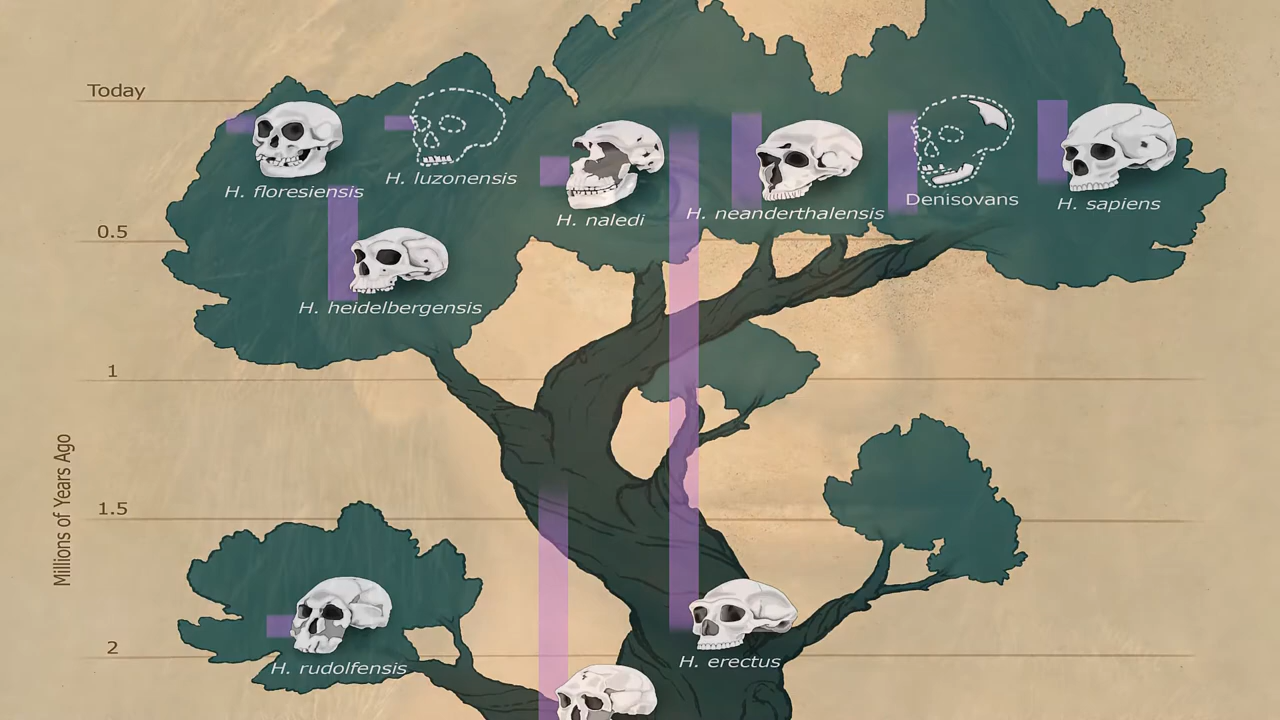 Today
H. floresiensis
H. luzonensis
H. naledi
H. neanderthalensis
Denisovans
H. sapiens
0.5
H. heidelbergensis
1
Millions of Years Ago
1.5
2
H. rudolfensis
H. erectus